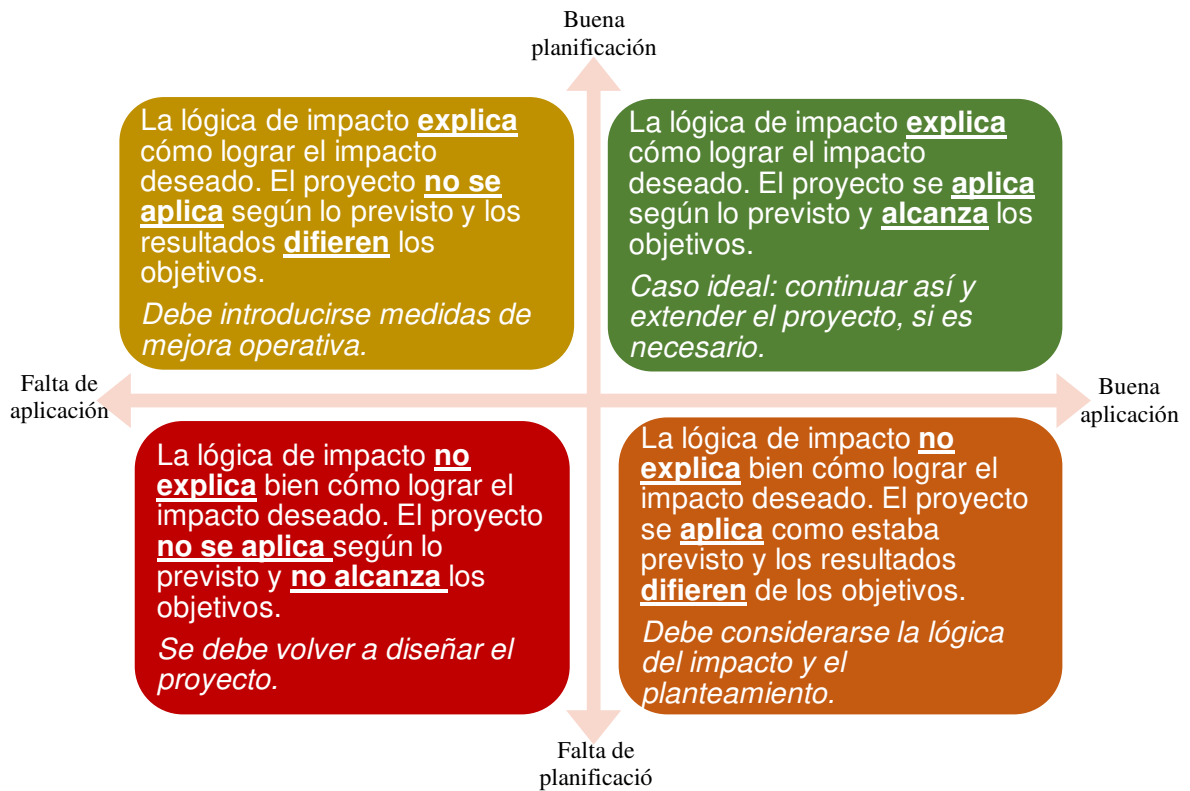 Buena
planificación
La lógica de impacto explica
cómo lograr el impacto
deseado. El proyecto no se
aplica según lo previsto y los
resultados difieren los
objetivos.
Debe introducirse medidas de
mejora operativa.
La lógica de impacto explica
cómo lograr el impacto
deseado. El proyecto se aplica
según lo previsto y alcanza los
objetivos.
Caso ideal: continuar así y
extender el proyecto, si es
necesario.
Falta de
aplicación
Buena
aplicación
La lógica de impacto no
explica bien cómo lograr el
impacto deseado. El proyecto
no se aplica según lo
previsto y no alcanza los
objetivos.
Se debe volver a diseñar el
proyecto.
La lógica de impacto no
explica bien cómo lograr el
impacto deseado. El proyecto
se aplica como estaba
previsto y los resultados
difieren de los objetivos.
Debe considerarse la lógica
del impacto y el
planteamiento.
Falta de
planificació